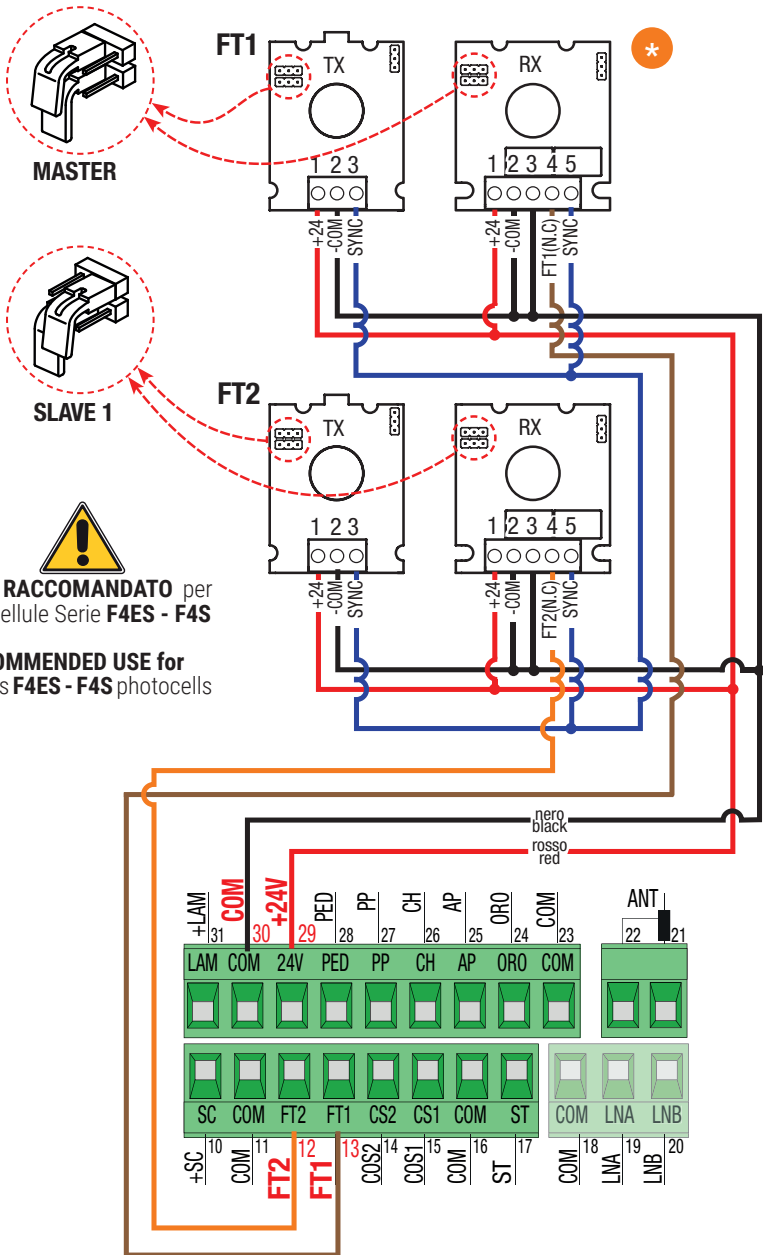 FT1
TX
RX
*
MASTER
1 2 3
1 2 3 4 5
+24
-COM
SYNC
+24
-COM
FT1(N.C)
SYNC
SLAVE 1
FT2
TX
RX
1 2 3
1 2 3 4 5
+24
-COM
SYNC
+24
-COM
FT2(N.C)
SYNC
RACCOMANDATO per
ellule Serie F4ES - F4S
OMMENDED USE for
s F4ES - F4S photocells
nero
black
rosso
red
+LAM COM +24V PED PP CH AP ORO COM ANT
31 30 29 28 27 26 25 24 23 22 21
LAM COM 24V PED PP CH AP ORO COM
SC COM FT2 FT1 CS2 CS1 COM ST COM LNA LNB
10 11 12 13 14 15 16 17 18 19 20
+SC COM FT2 FT1 COS2 COS1 COM ST COM LNA LNB